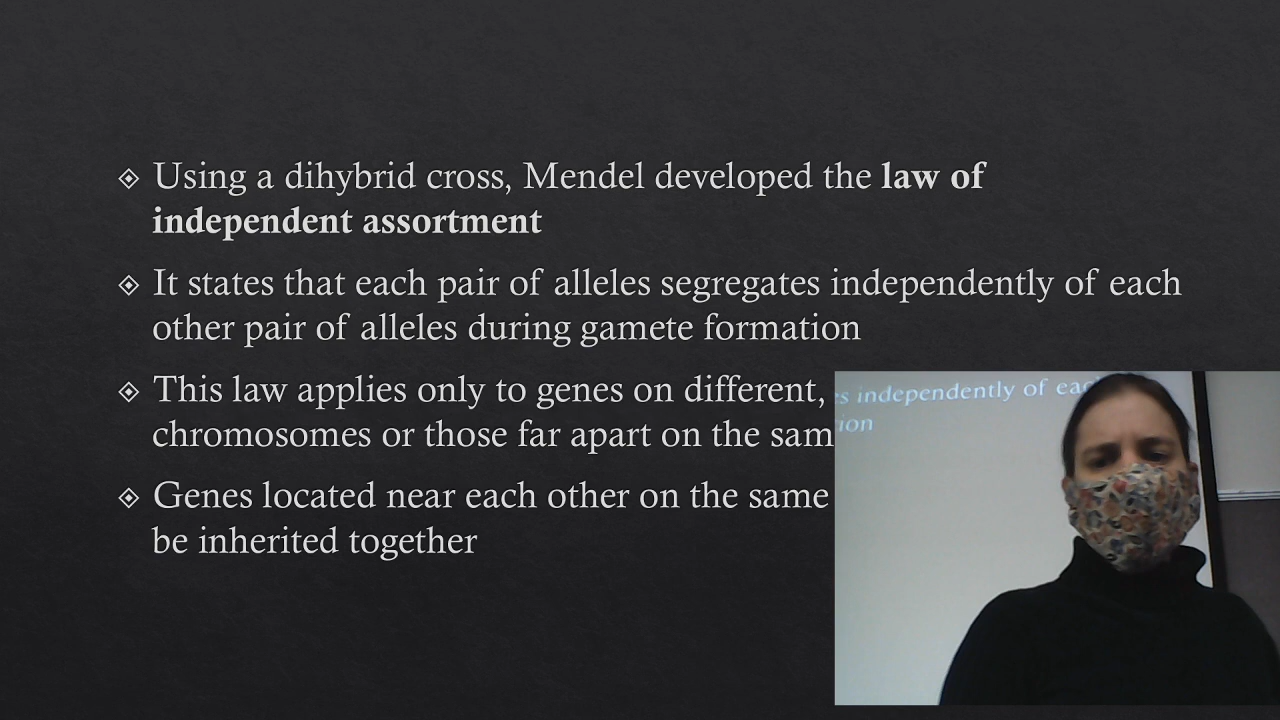 Using a dihybrid cross, Mendel developed the law of
independent assortment
It states that each pair of alleles segregates independently of each
other pair of alleles during gamete formation
This law applies only to genes on different,
chromosomes or those far apart on the sam
Genes located near each other on the same
be inherited together
s independently of eac
ion